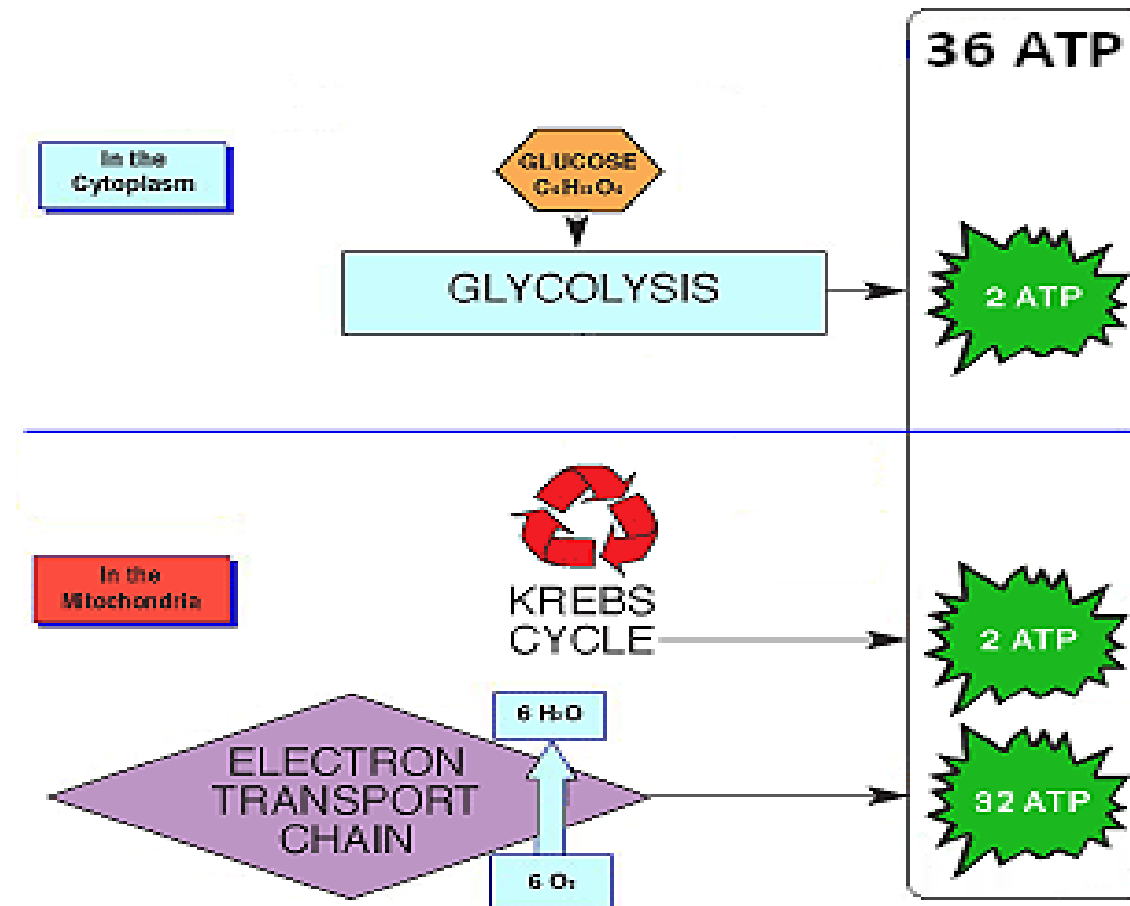 36 ATP
In the
Cytoplasm
GLUCOSE
C₆H₁₂O₆
GLYCOLYSIS
2 ATP
In the
Mitochondria
KREBS
CYCLE
2 ATP
6 H₂O
ELECTRON
TRANSPORT
CHAIN
32 ATP
6 O₂